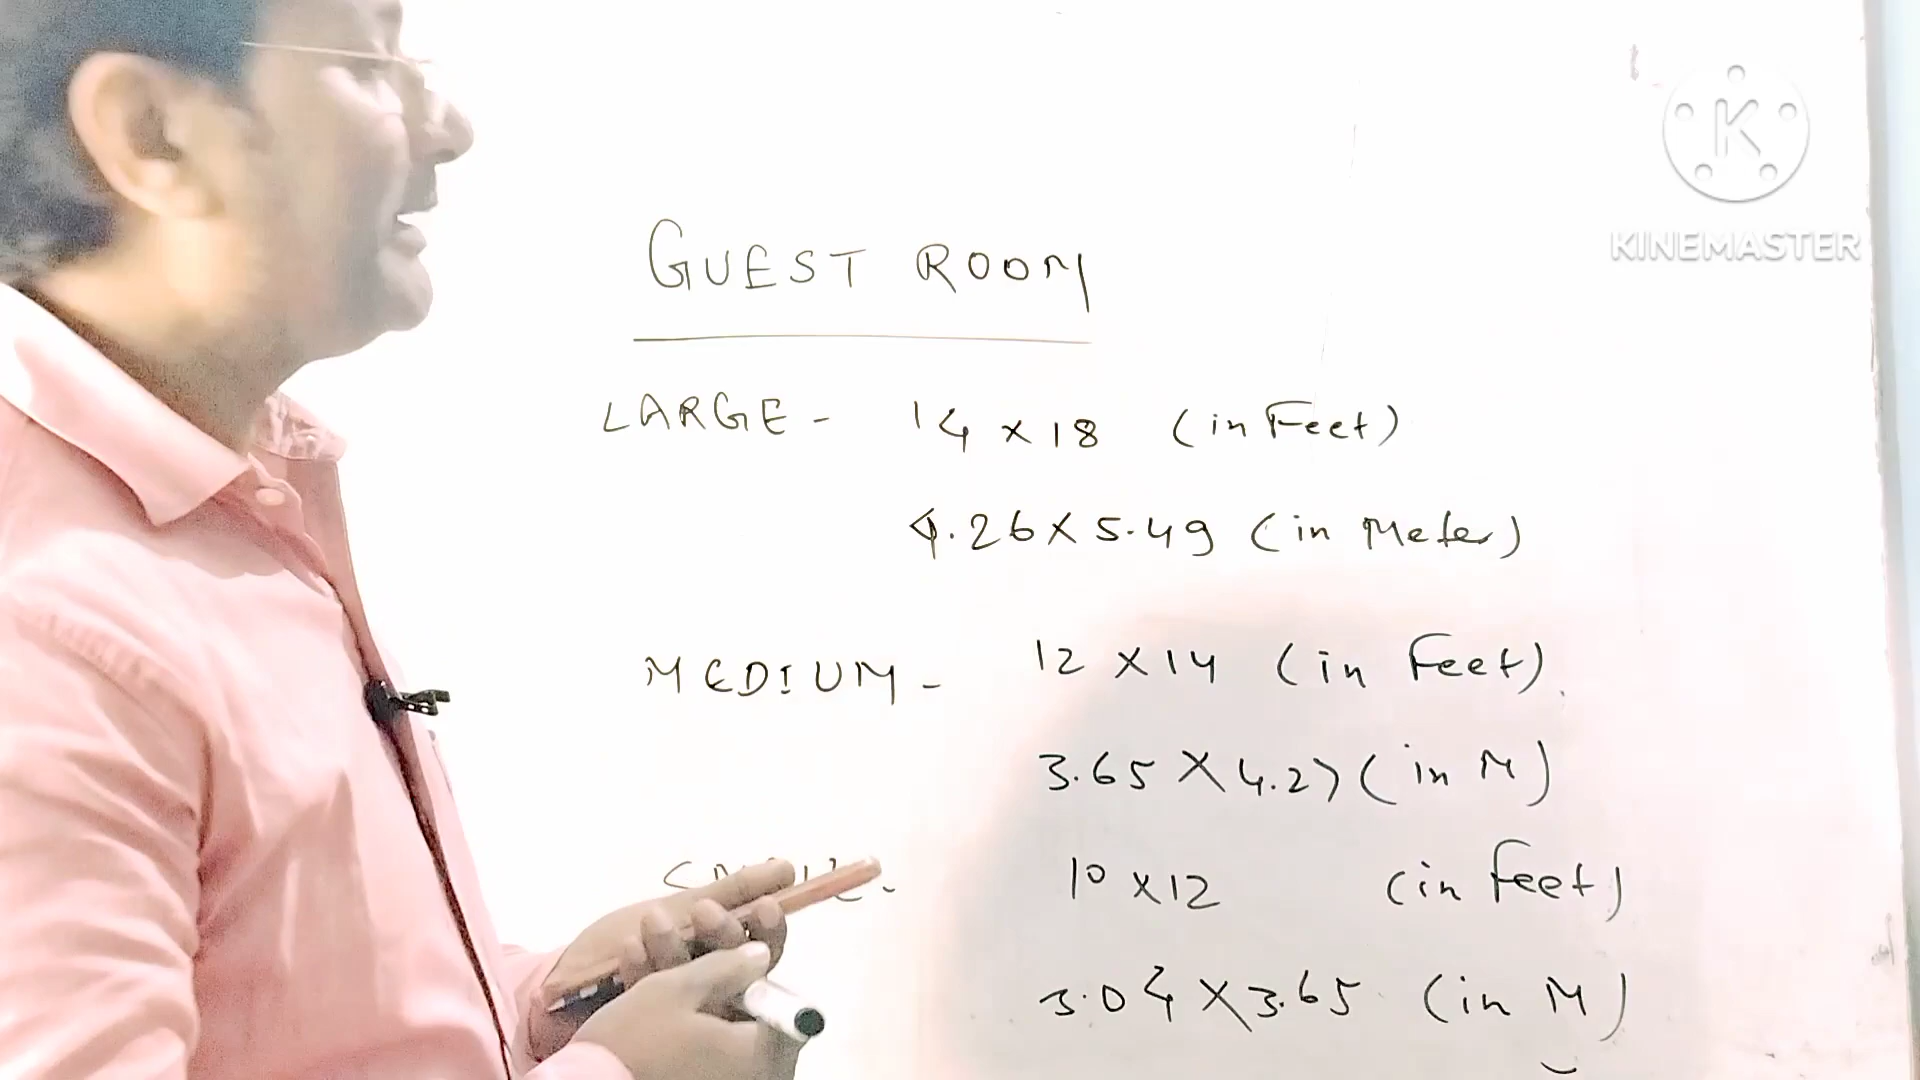 KINEMASTER
GUEST ROOM
LARGE - 14 x 18 (in Feet)
4.26 X 5.49 (in Meter)
MEDIUM - 12 X 14 (in Feet)
3.65 X 4.27 (in M)
10 x 12 (in Feet)
3.04 X 3.65 (in M)